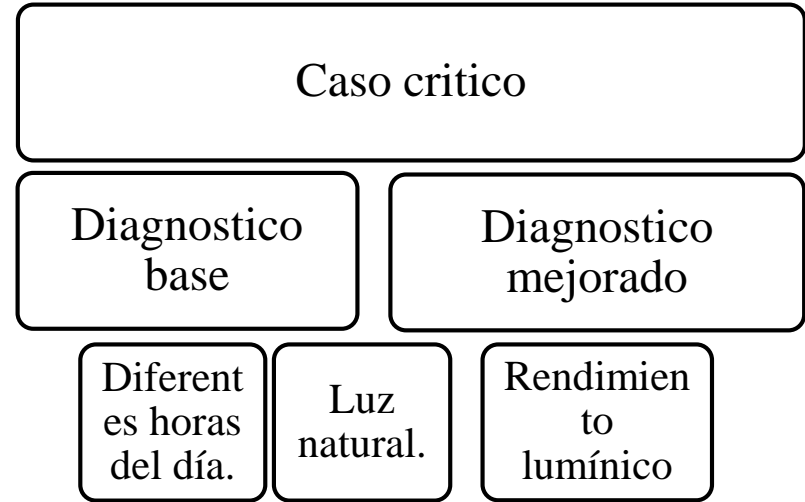 Caso critico
Diagnostico
base
Diagnostico
mejorado
Diferent
es horas
del día.
Luz
natural.
Rendimien
to
lumínico